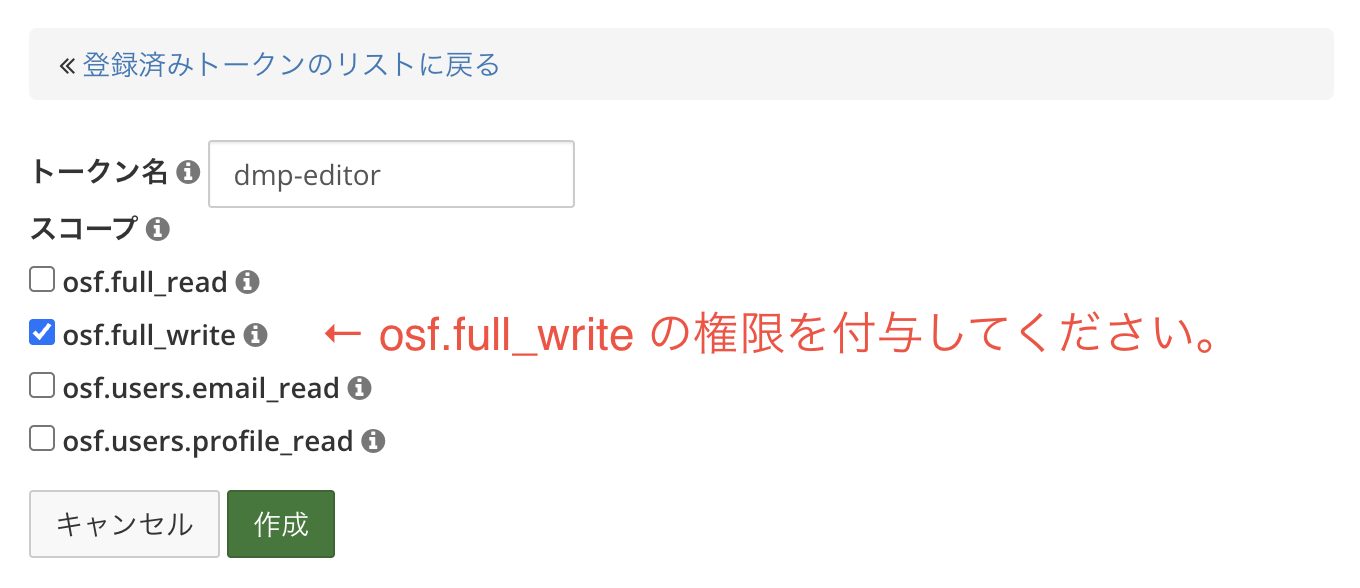 « 登録済みトークンのリストに戻る
トークン名 dmp-editor
スコープ
osf.full_read
osf.full_write ← osf.full_write の権限を付与してください。
osf.users.email_read
osf.users.profile_read
キャンセル 作成